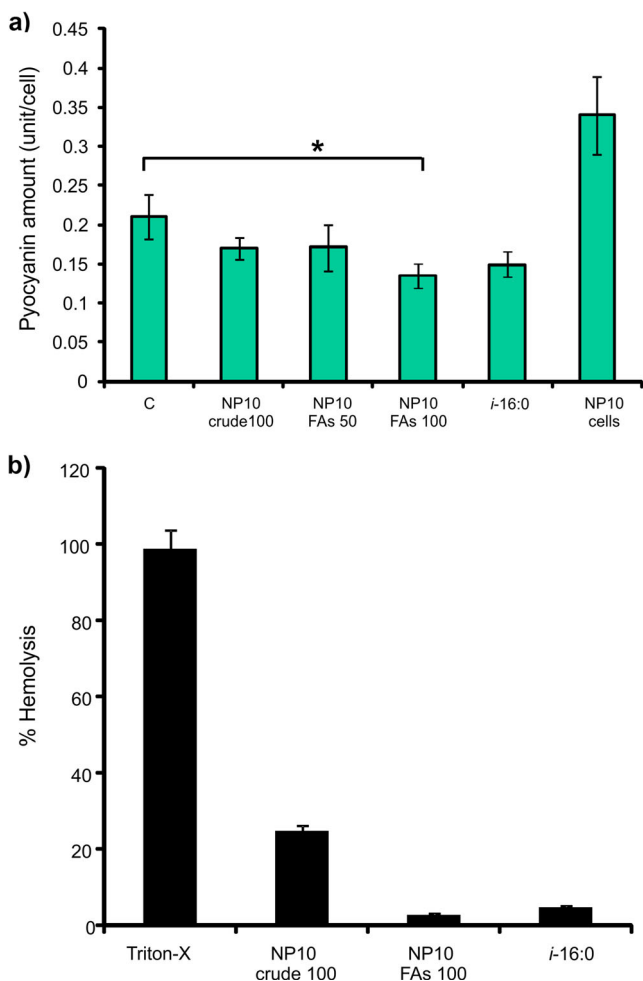 a)
Pyocyanin amount (unit/cell)
0.45
0.4
0.35
0.3
0.25
0.2
0.15
0.1
0.05
0
*
C
NP10
crude100
NP10
FAs 50
NP10
FAs 100
i-16:0
NP10
cells
b)
% Hemolysis
120
100
80
60
40
20
0
Triton-X
NP10
crude 100
NP10
FAs 100
i-16:0